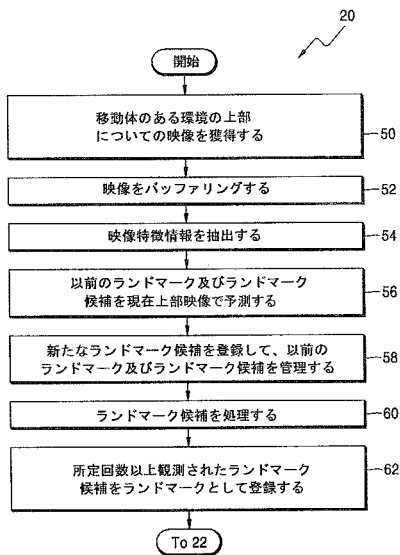 20
開始
移動体のある環境の上部
についての映像を獲得する
50
映像をバッファリングする
52
映像特徴情報を抽出する
54
以前のランドマーク及びランドマーク
候補を現在上部映像で予測する
56
新たなランドマーク候補を登録して、以前の
ランドマーク及びランドマーク候補を管理する
58
ランドマーク候補を処理する
60
所定回数以上観測されたランドマーク
候補をランドマークとして登録する
62
To 22